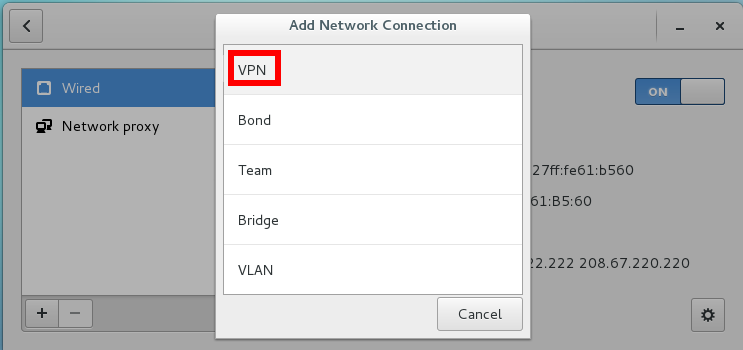 Add Network Connection
VPN
Wired
ON
Bond
Network proxy
Team
27ff:fe61:b560
61:B5:60
Bridge
22.222 208.67.220.220
VLAN
Cancel